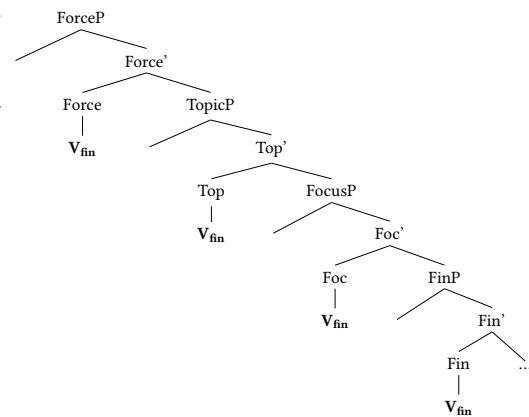 ForceP
Force’
Force TopicP
V_fin Top’
Top FocusP
V_fin Foc’
Foc FinP
V_fin Fin’
Fin ...
V_fin